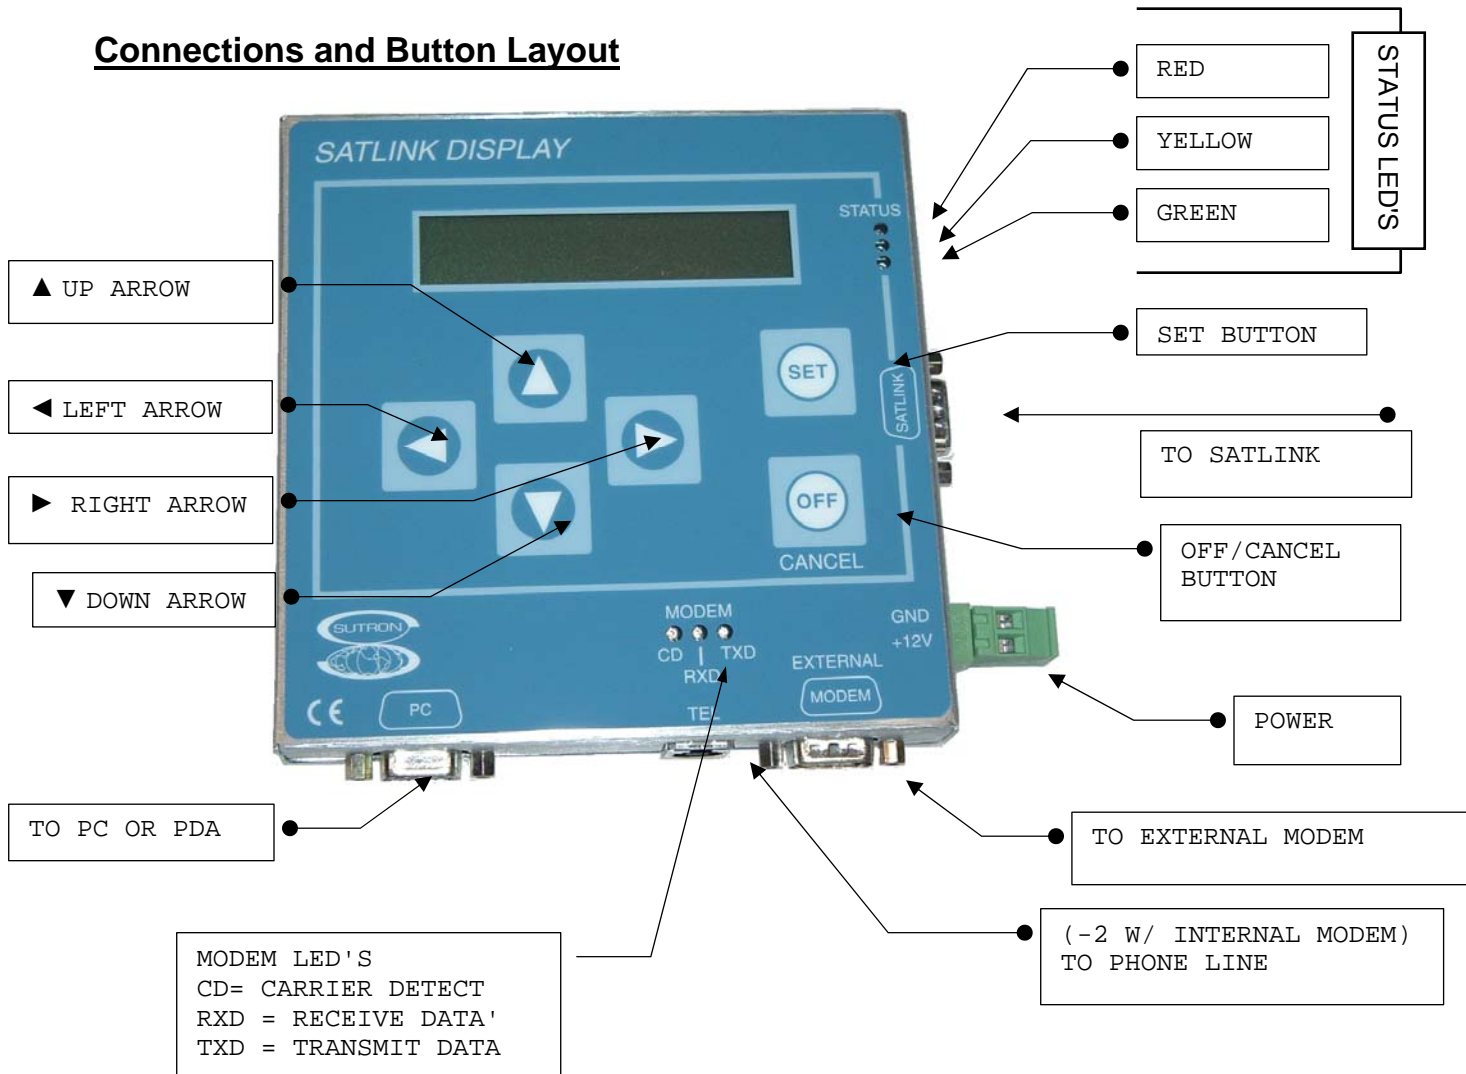 Connections and Button Layout
STATUS LED'S
RED
YELLOW
GREEN
SATLINK DISPLAY
STATUS
▲ UP ARROW
◄ LEFT ARROW
► RIGHT ARROW
▼ DOWN ARROW
SET
SATLINK
OFF
CANCEL
SET BUTTON
TO SATLINK
OFF/CANCEL
BUTTON
SUTRON
MODEM
CD | TXD
RXD
GND
+12V
EXTERNAL
MODEM
CE
PC
TEL
POWER
TO PC OR PDA
TO EXTERNAL MODEM
(-2 W/ INTERNAL MODEM)
TO PHONE LINE
MODEM LED'S
CD= CARRIER DETECT
RXD = RECEIVE DATA'
TXD = TRANSMIT DATA